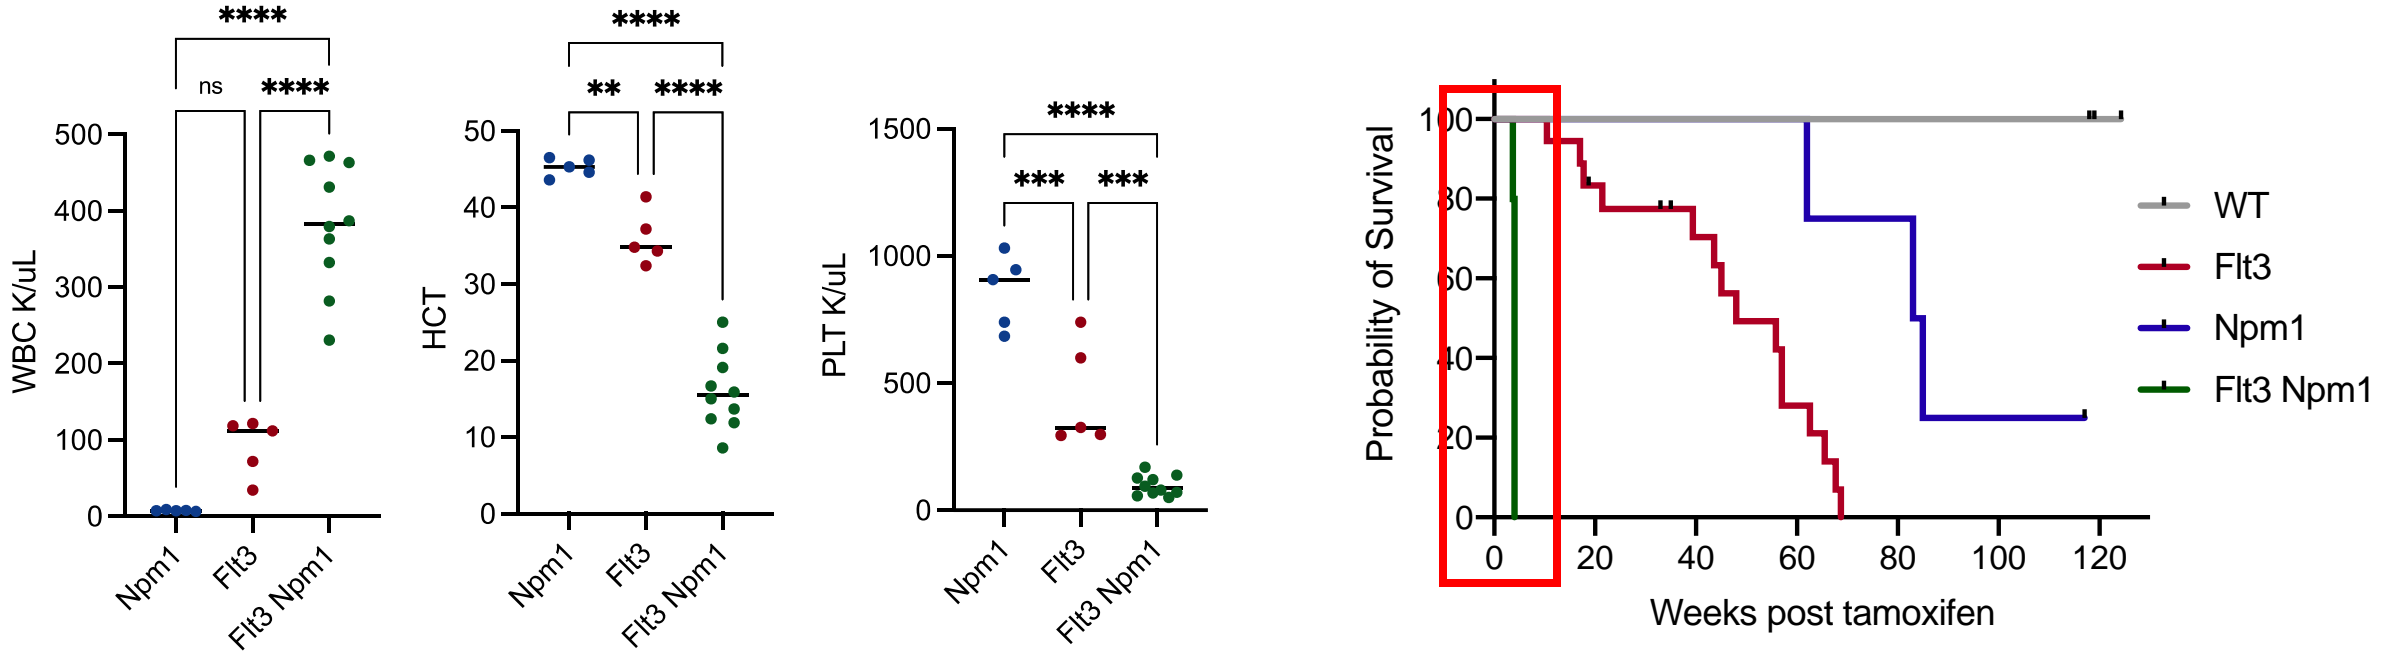 ****
ns
****
500
400
300
200
100
0
WBC K/uL
Npm1
Flt3
Flt3 Npm1
****
**
****
50
40
30
20
10
0
HCT
Npm1
Flt3
Flt3 Npm1
****
***
***
1500
1000
500
0
PLT K/uL
Npm1
Flt3
Flt3 Npm1
100
80
60
40
20
0
Probability of Survival
0 20 40 60 80 100 120
Weeks post tamoxifen
WT
Flt3
Npm1
Flt3 Npm1